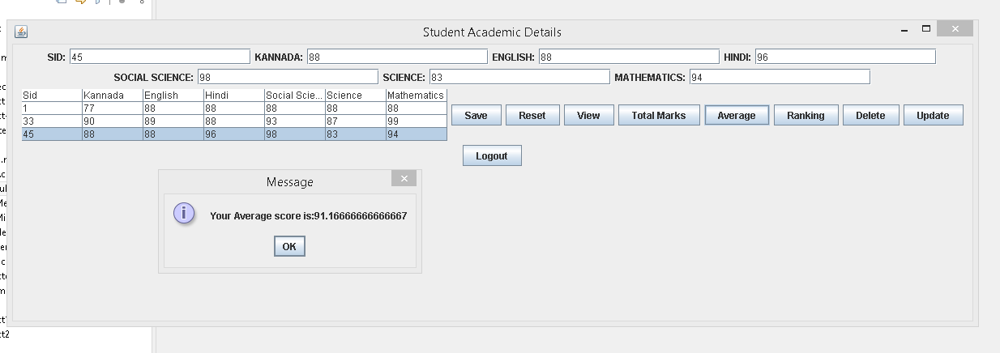 Student Academic Details
SID: 45 KANNADA: 88 ENGLISH: 88 HINDI: 96
SOCIAL SCIENCE: 98 SCIENCE: 83 MATHEMATICS: 94
Sid Kannada English Hindi Social Scie... Science Mathematics
1 77 88 88 88 88 88
33 90 89 88 93 87 99
45 88 88 96 98 83 94
Save Reset View Total Marks Average Ranking Delete Update
Logout
Message
Your Average score is:91.16666666666667
OK